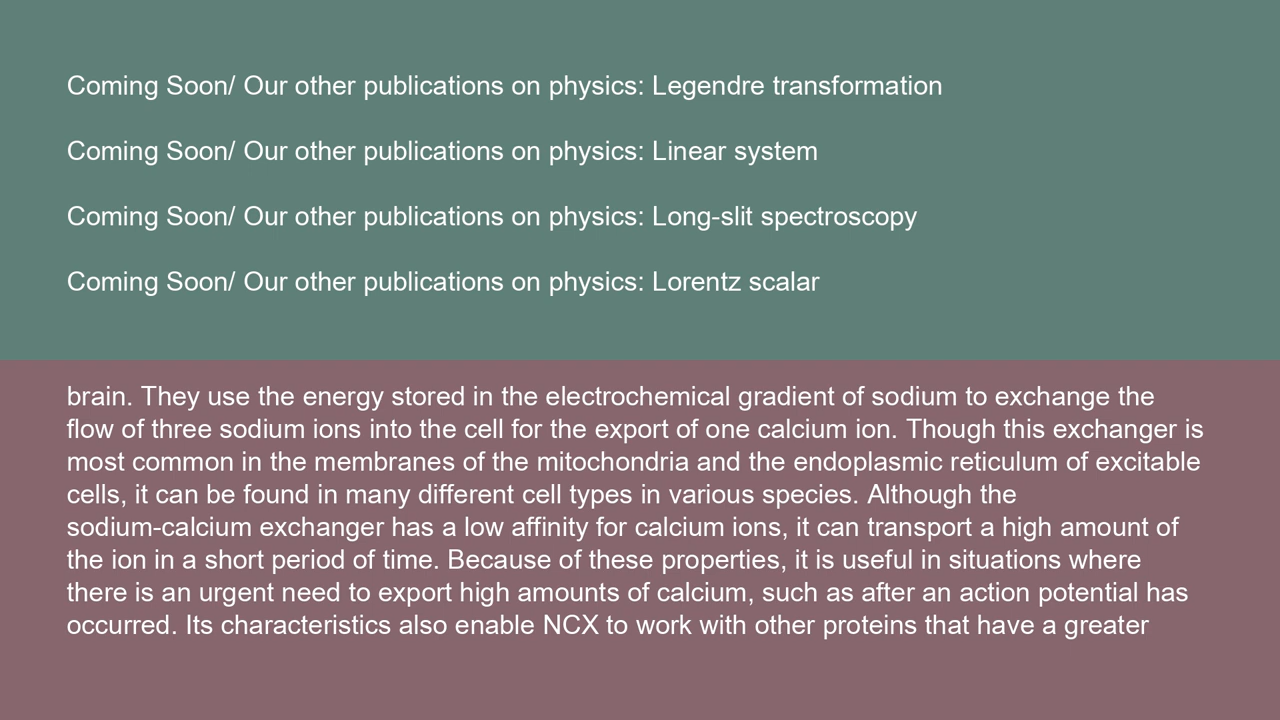 Coming Soon/ Our other publications on physics: Legendre transformation
Coming Soon/ Our other publications on physics: Linear system
Coming Soon/ Our other publications on physics: Long-slit spectroscopy
Coming Soon/ Our other publications on physics: Lorentz scalar
brain. They use the energy stored in the electrochemical gradient of sodium to exchange the
flow of three sodium ions into the cell for the export of one calcium ion. Though this exchanger is
most common in the membranes of the mitochondria and the endoplasmic reticulum of excitable
cells, it can be found in many different cell types in various species. Although the
sodium-calcium exchanger has a low affinity for calcium ions, it can transport a high amount of
the ion in a short period of time. Because of these properties, it is useful in situations where
there is an urgent need to export high amounts of calcium, such as after an action potential has
occurred. Its characteristics also enable NCX to work with other proteins that have a greater